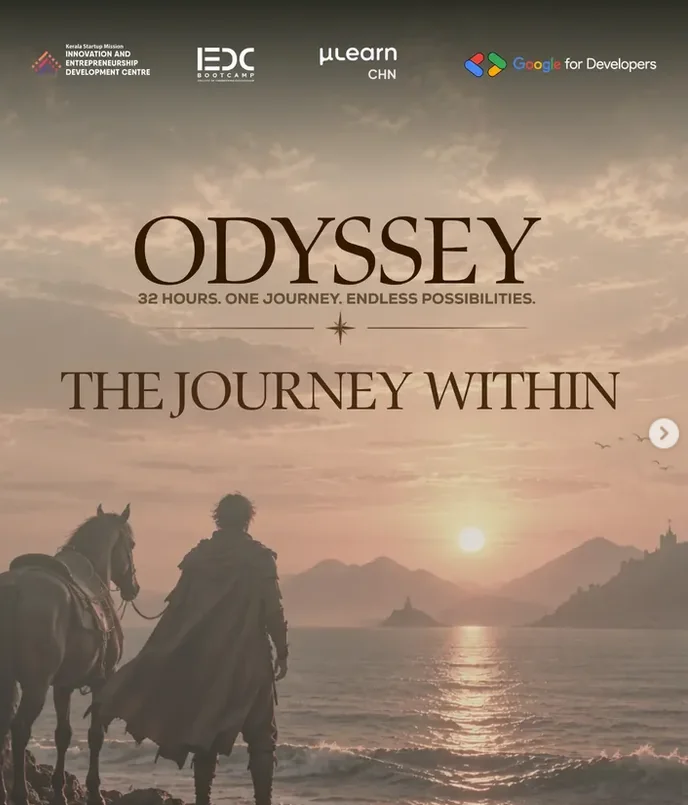 Kerala Startup Mission
INNOVATION AND
ENTREPRENEURSHIP
DEVELOPMENT CENTRE
IEDC
BOOTCAMP
µLearn
CHN
Google for Developers
ODYSSEY
32 HOURS. ONE JOURNEY. ENDLESS POSSIBILITIES.
THE JOURNEY WITHIN